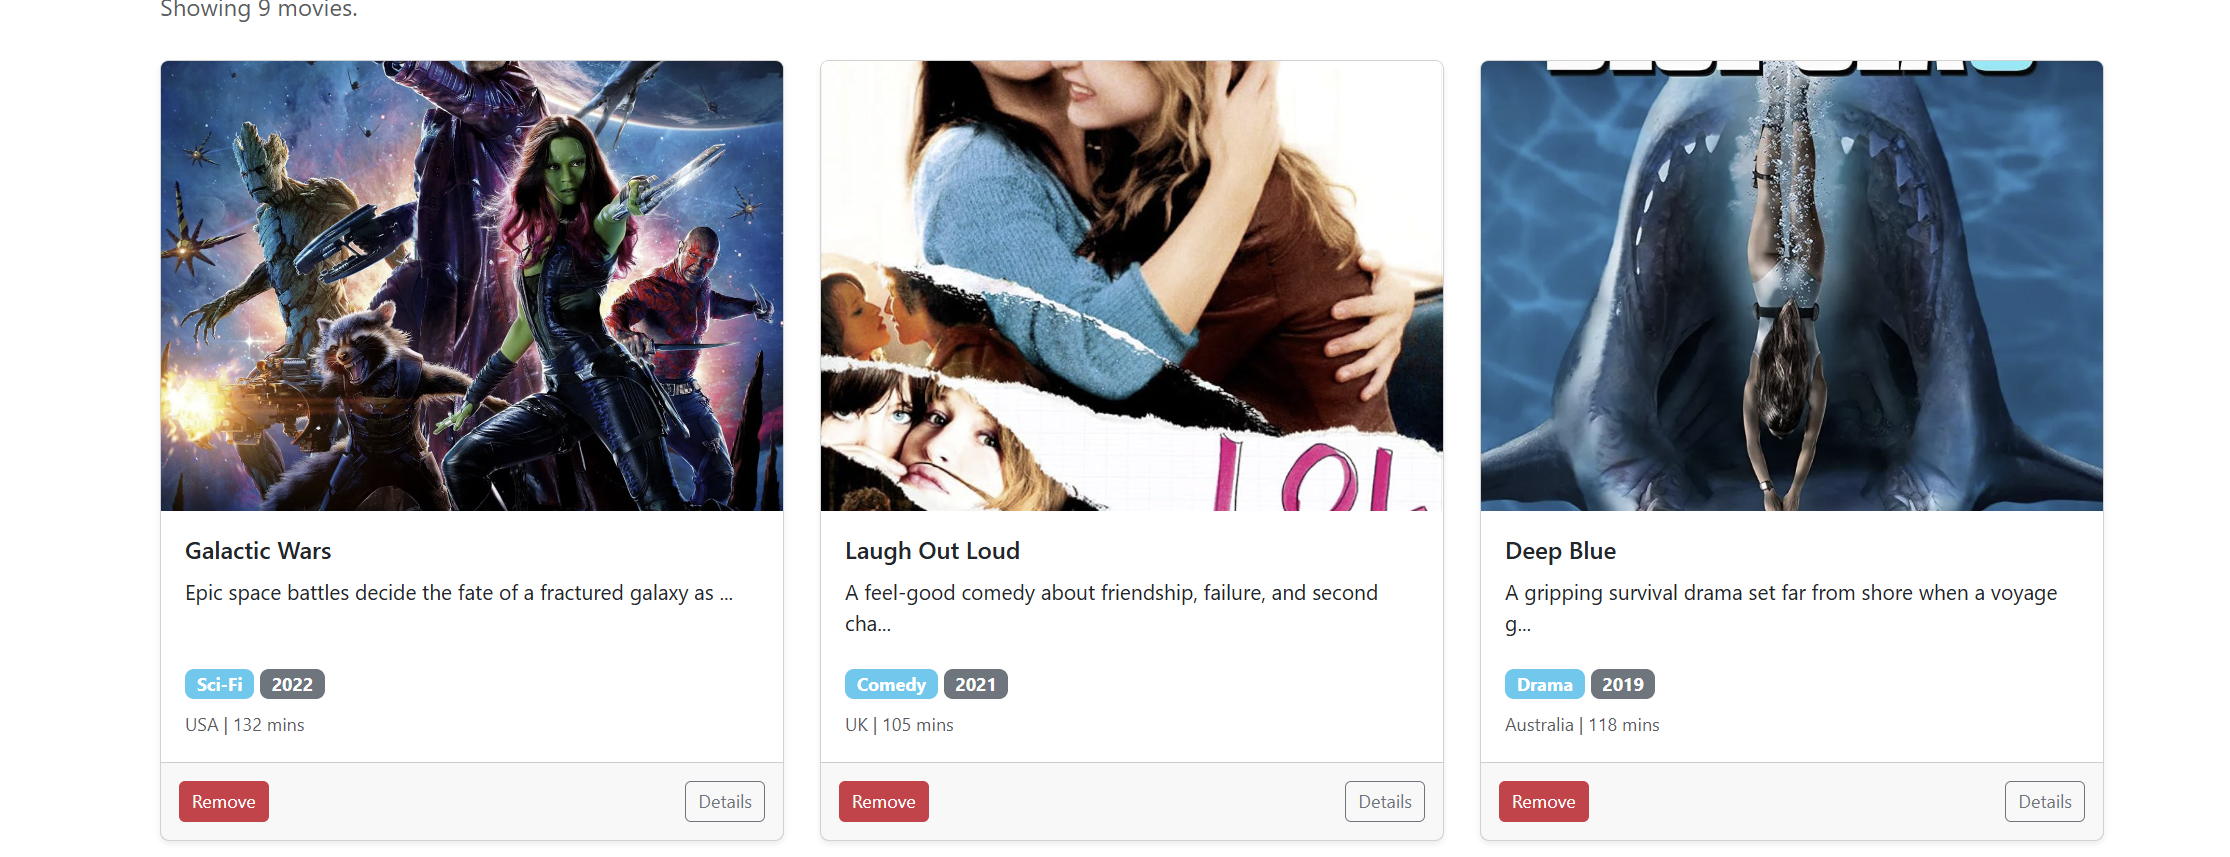 Showing 9 movies.
LOL
Galactic Wars
Epic space battles decide the fate of a fractured galaxy as ...
Sci-Fi 2022
USA | 132 mins
Remove Details
Laugh Out Loud
A feel-good comedy about friendship, failure, and second
cha...
Comedy 2021
UK | 105 mins
Remove Details
Deep Blue
A gripping survival drama set far from shore when a voyage
g...
Drama 2019
Australia | 118 mins
Remove Details